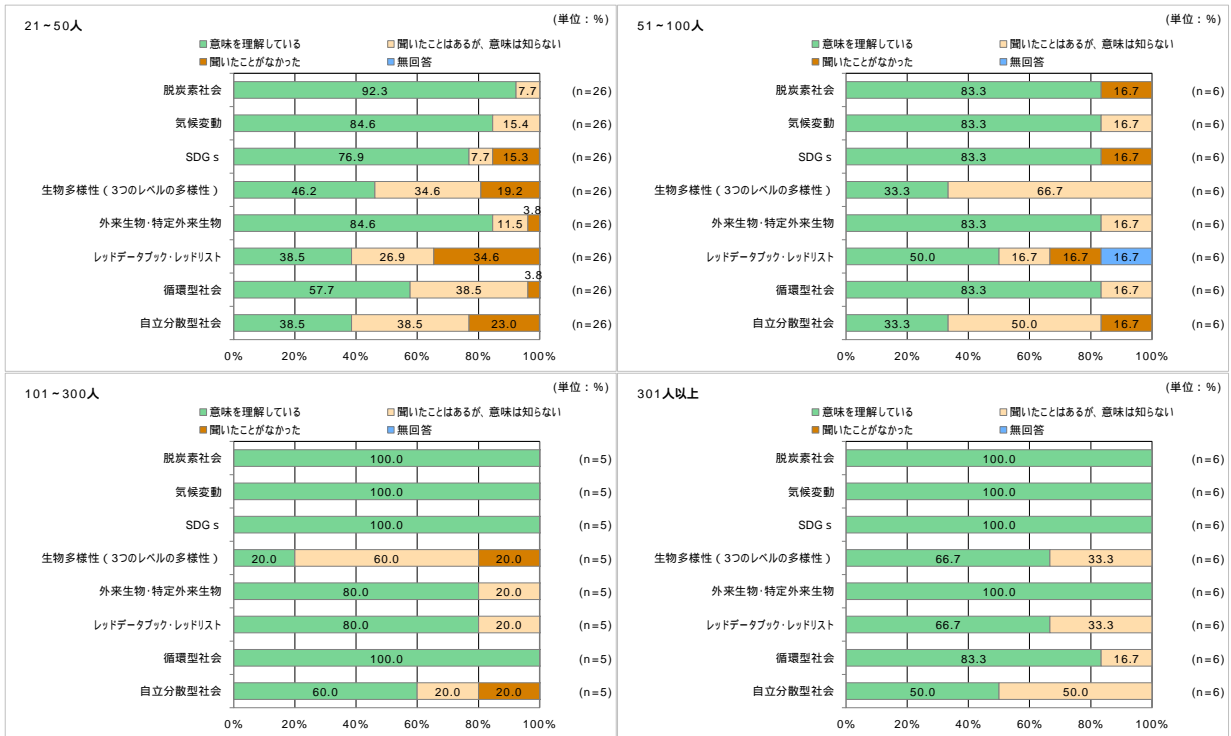 21~50人
(単位：%)
意味を理解している 聞いたことはあるが、意味は知らない
聞いたことがなかった 無回答
脱炭素社会 92.3 7.7 (n=26)
気候変動 84.6 15.4 (n=26)
SDGｓ 76.9 7.7 15.3 (n=26)
生物多様性（3つのレベルの多様性） 46.2 34.6 19.2 (n=26)
外来生物・特定外来生物 84.6 11.5 3.8 (n=26)
レッドデータブック・レッドリスト 38.5 26.9 34.6 (n=26)
循環型社会 57.7 38.5 3.8 (n=26)
自立分散型社会 38.5 38.5 23.0 (n=26)
0% 20% 40% 60% 80% 100%
51~100人
(単位：%)
意味を理解している 聞いたことはあるが、意味は知らない
聞いたことがなかった 無回答
脱炭素社会 83.3 16.7 (n=6)
気候変動 83.3 16.7 (n=6)
SDGｓ 83.3 16.7 (n=6)
生物多様性（3つのレベルの多様性） 33.3 66.7 (n=6)
外来生物・特定外来生物 83.3 16.7 (n=6)
レッドデータブック・レッドリスト 50.0 16.7 16.7 16.7 (n=6)
循環型社会 83.3 16.7 (n=6)
自立分散型社会 33.3 50.0 16.7 (n=6)
0% 20% 40% 60% 80% 100%
101~300人
(単位：%)
意味を理解している 聞いたことはあるが、意味は知らない
聞いたことがなかった 無回答
脱炭素社会 100.0 (n=5)
気候変動 100.0 (n=5)
SDGｓ 100.0 (n=5)
生物多様性（3つのレベルの多様性） 20.0 60.0 20.0 (n=5)
外来生物・特定外来生物 80.0 20.0 (n=5)
レッドデータブック・レッドリスト 80.0 20.0 (n=5)
循環型社会 100.0 (n=5)
自立分散型社会 60.0 20.0 20.0 (n=5)
0% 20% 40% 60% 80% 100%
301人以上
(単位：%)
意味を理解している 聞いたことはあるが、意味は知らない
聞いたことがなかった 無回答
脱炭素社会 100.0 (n=6)
気候変動 100.0 (n=6)
SDGｓ 100.0 (n=6)
生物多様性（3つのレベルの多様性） 66.7 33.3 (n=6)
外来生物・特定外来生物 100.0 (n=6)
レッドデータブック・レッドリスト 66.7 33.3 (n=6)
循環型社会 83.3 16.7 (n=6)
自立分散型社会 50.0 50.0 (n=6)
0% 20% 40% 60% 80% 100%